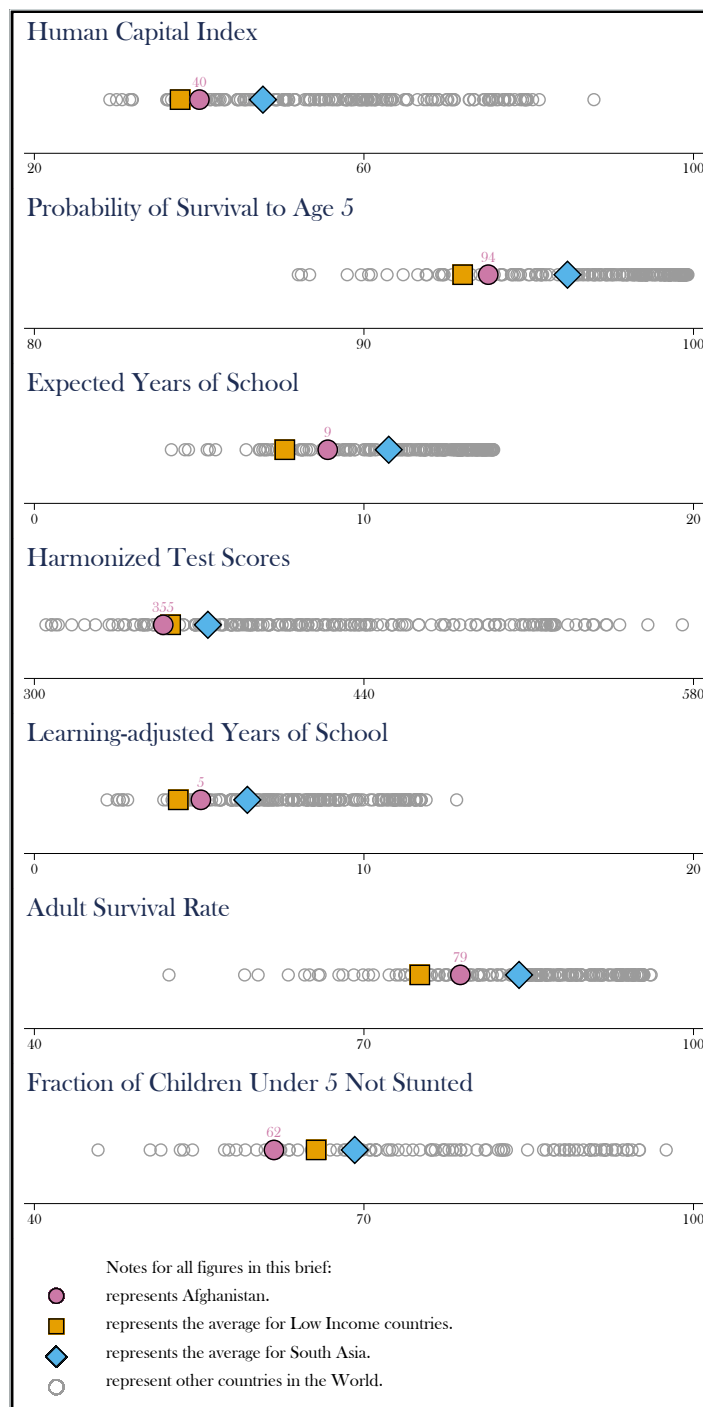 Human Capital Index
40
20 60 100
Probability of Survival to Age 5
94
80 90 100
Expected Years of School
9
0 10 20
Harmonized Test Scores
355
300 440 580
Learning-adjusted Years of School
5
0 10 20
Adult Survival Rate
79
40 70 100
Fraction of Children Under 5 Not Stunted
62
40 70 100
Notes for all figures in this brief:
represents Afghanistan.
represents the average for Low Income countries.
represents the average for South Asia.
represent other countries in the World.